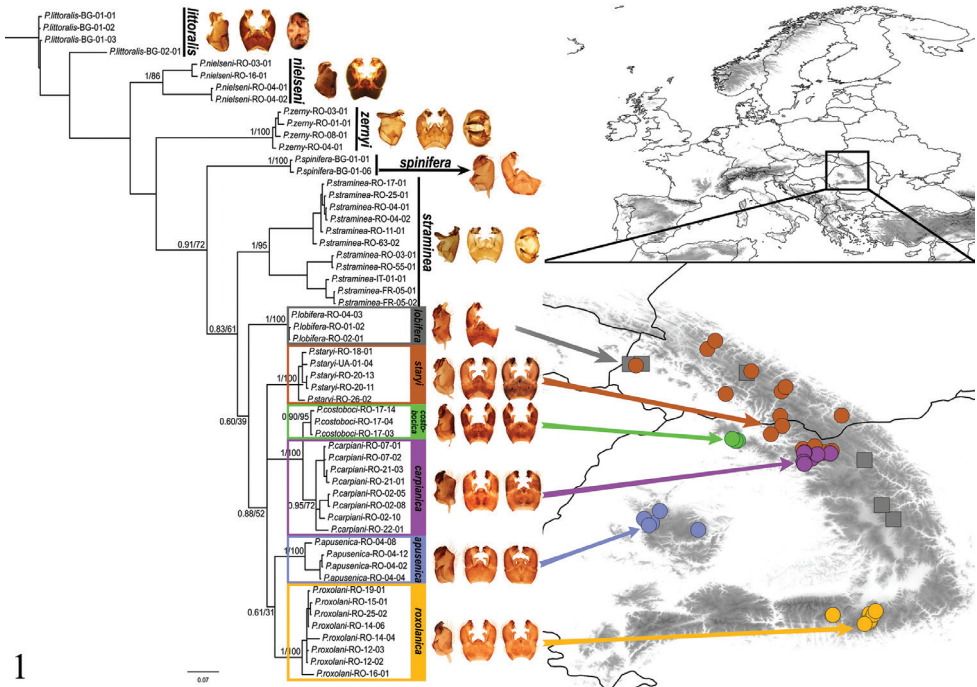 P.littoralis-BG-01-01
P.littoralis-BG-01-02
P.littoralis-BG-01-03
P.littoralis-BG-02-01
littoralis
P.nielseni-RO-03-01
P.nielseni-RO-16-01
P.nielseni-RO-04-01
P.nielseni-RO-04-02
1/86
nielseni
P.zerny-RO-03-01
P.zerny-RO-01-01
P.zerny-RO-08-01
P.zerny-RO-04-01
1/100
zernyi
P.spinifera-BG-01-01
P.spinifera-BG-01-06
1/100
spinifera
0.91/72
P.straminea-RO-17-01
P.straminea-RO-25-01
P.straminea-RO-04-01
P.straminea-RO-04-02
P.straminea-RO-11-01
P.straminea-RO-63-02
P.straminea-RO-03-01
P.straminea-RO-55-01
P.straminea-IT-01-01
P.straminea-FR-05-01
P.straminea-FR-05-02
1/95
straminea
0.83/61
P.lobifera-RO-04-03
P.lobifera-RO-01-02
P.lobifera-RO-02-01
1/100
lobifera
P.staryi-RO-18-01
P.staryi-UA-01-04
P.staryi-RO-20-13
P.staryi-RO-20-11
P.staryi-RO-26-02
1/100
staryi
0.60/39
P.costoboci-RO-17-14
P.costoboci-RO-17-04
P.costoboci-RO-17-03
0.90/95
costo-
bocica
1/100
P.carpiani-RO-07-01
P.carpiani-RO-07-02
P.carpiani-RO-21-03
P.carpiani-RO-21-01
P.carpiani-RO-02-05
P.carpiani-RO-02-08
P.carpiani-RO-02-10
P.carpiani-RO-22-01
0.95/72
carpianica
0.88/52
P.apusenica-RO-04-08
P.apusenica-RO-04-12
P.apusenica-RO-04-02
P.apusenica-RO-04-04
1/100
apusenica
0.61/31
P.roxolani-RO-19-01
P.roxolani-RO-15-01
P.roxolani-RO-25-02
P.roxolani-RO-14-06
P.roxolani-RO-14-04
P.roxolani-RO-12-03
P.roxolani-RO-12-02
P.roxolani-RO-16-01
1/100
roxolanica
0.07
1